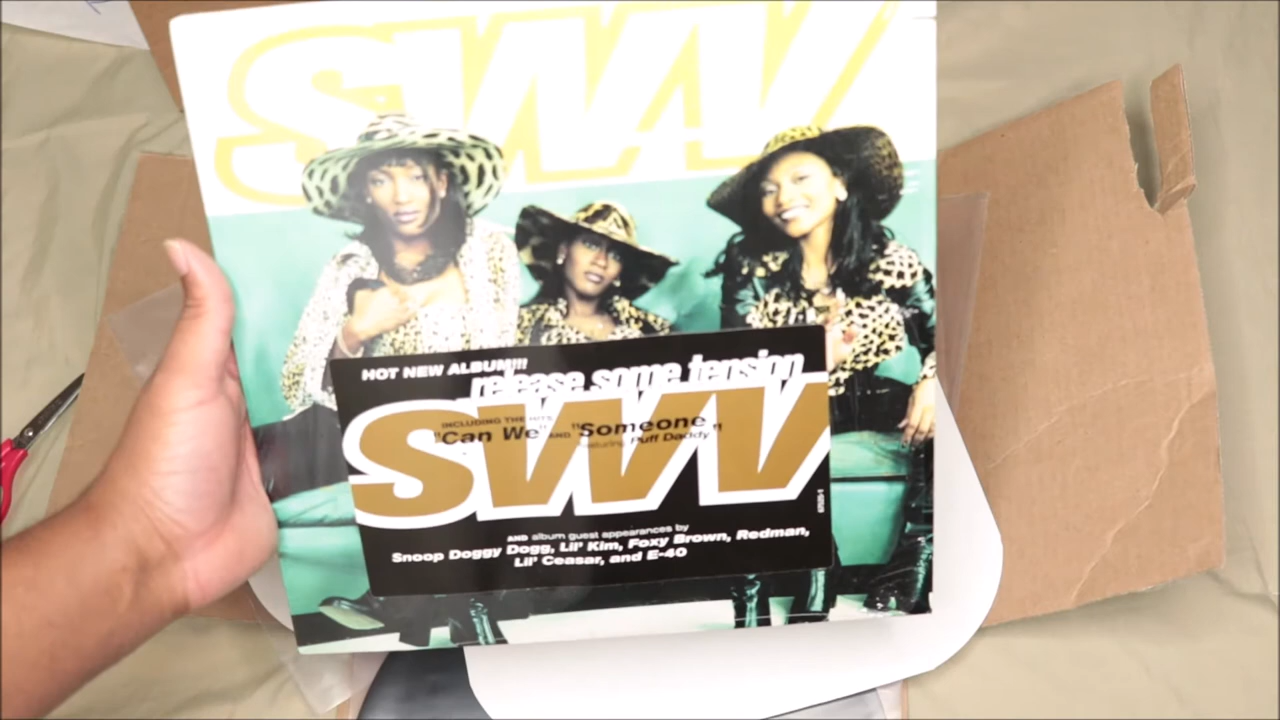 SWV
HOT NEW ALBUM!!!
release some tension
SWV
INCLUDING THE HITS
"Can We" AND "Someone"
featuring Puff Daddy
AND album guest appearances by
Snoop Doggy Dogg, Lil' Kim, Foxy Brown, Redman,
Lil' Ceasar, and E-40